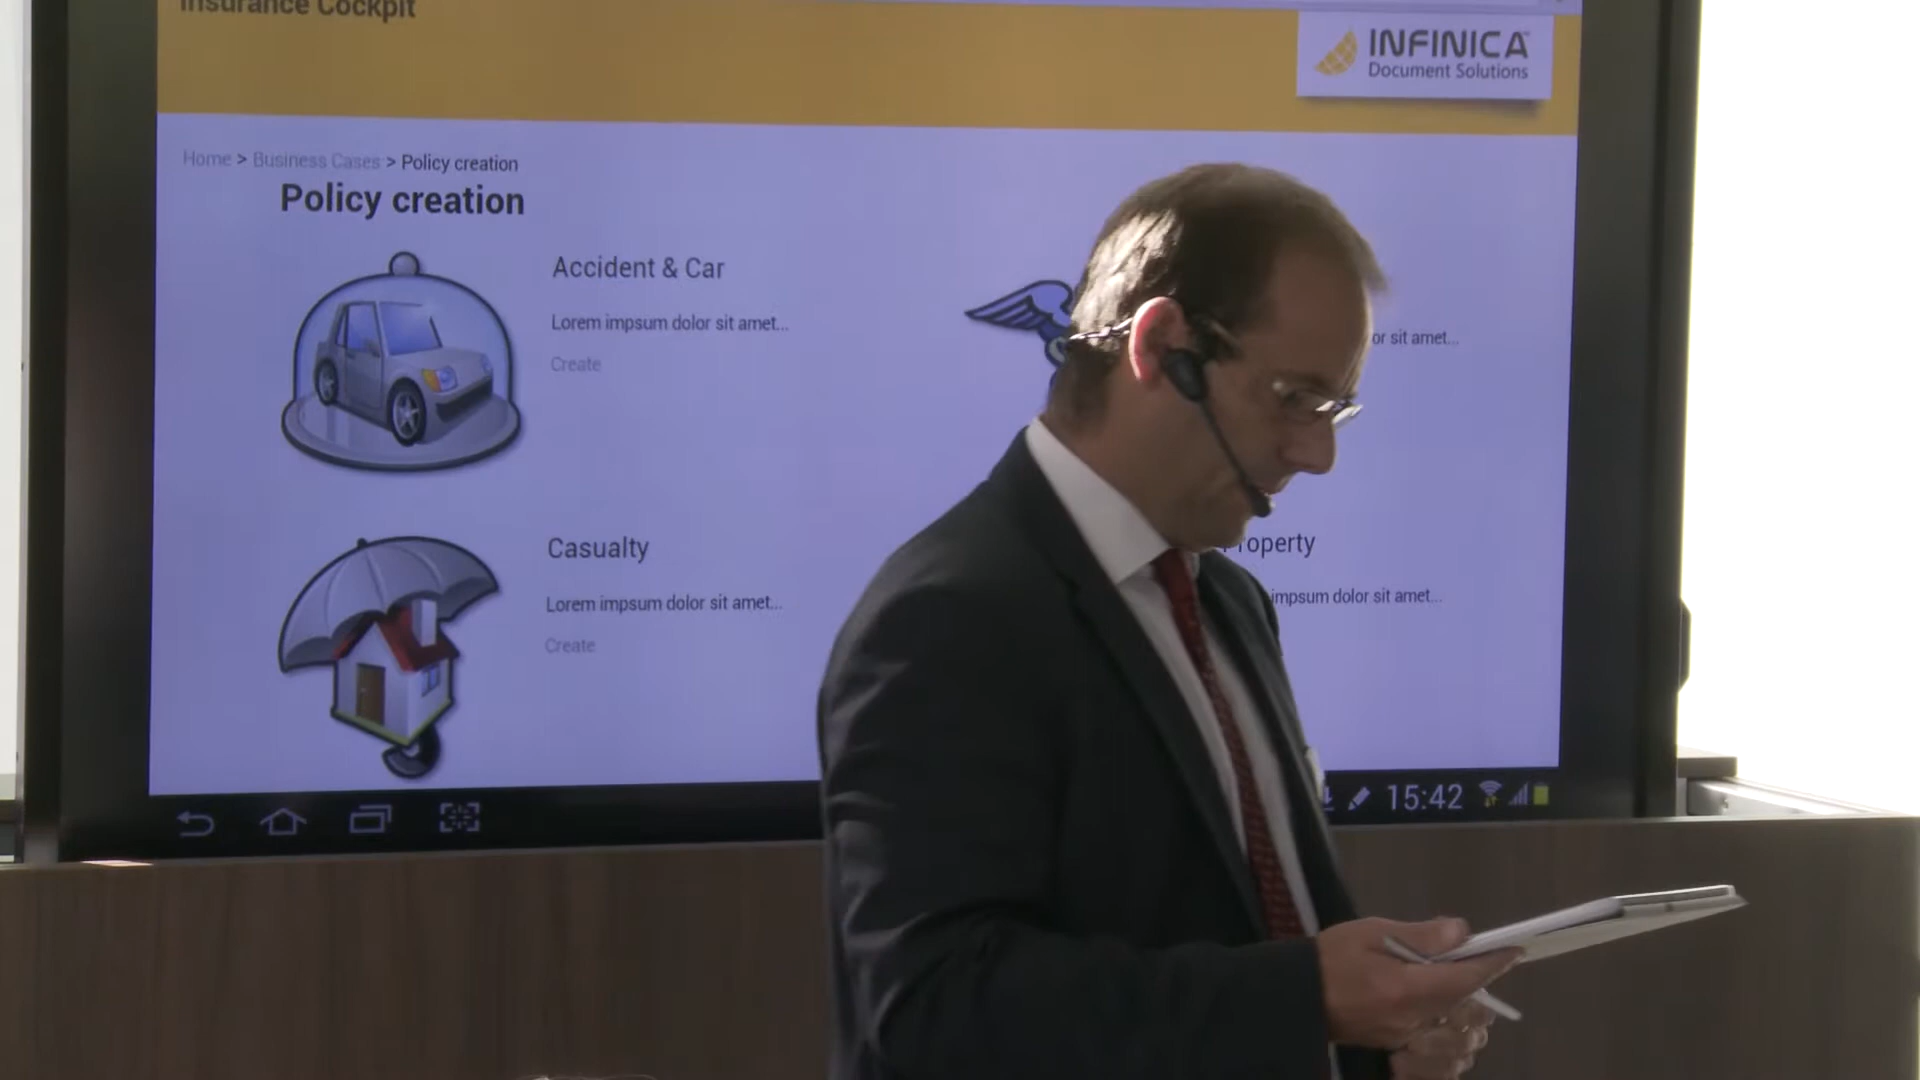 Insurance Cockpit
INFINICA
Document Solutions
Home > Business Cases > Policy creation
Policy creation
Accident & Car
Lorem impsum dolor sit amet...
Create
or sit amet...
Casualty
Lorem impsum dolor sit amet...
Create
Property
impsum dolor sit amet...
15:42